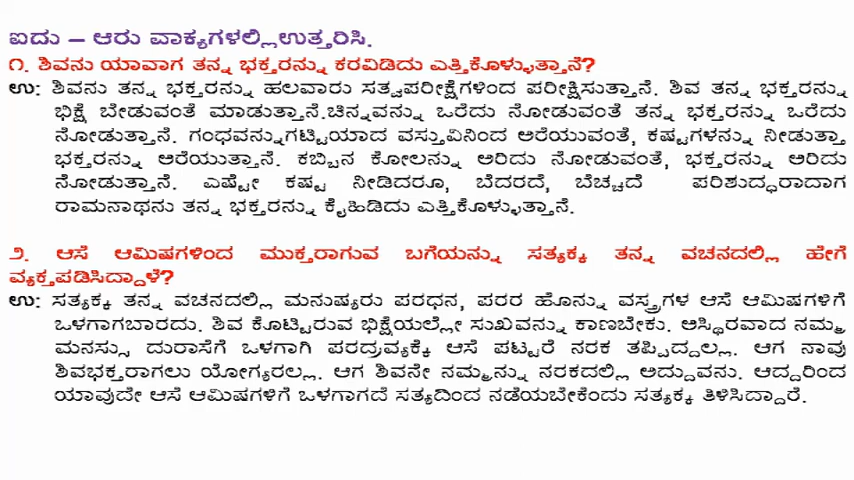 ಐದು – ಆರು ವಾಕ್ಯಗಳಲ್ಲಿಉತ್ತರಿಸಿ.
೧. ಶಿವನು ಯಾವಾಗ ತನ್ನ ಭಕ್ತರನ್ನು ಕರವಿಡಿದು ಎತ್ತಿಕೊಳ್ಳುತ್ತಾನೆ?
ಉ: ಶಿವನು ತನ್ನ ಭಕ್ತರನ್ನು ಹಲವಾರು ಸತ್ವಪರೀಕ್ಷೆಗಳಿಂದ ಪರೀಕ್ಷಿಸುತ್ತಾನೆ. ಶಿವ ತನ್ನ ಭಕ್ತರನ್ನು
ಭಿಕ್ಷೆ ಬೇಡುವಂತೆ ಮಾಡುತ್ತಾನೆ.ಚಿನ್ನವನ್ನು ಒರೆದು ನೋಡುವಂತೆ ತನ್ನ ಭಕ್ತರನ್ನು ಒರೆದು
ನೋಡುತ್ತಾನೆ. ಗಂಧವನ್ನುಗಟ್ಟಿಯಾದ ವಸ್ತುವಿನಿಂದ ಅರೆಯುವಂತೆ, ಕಷ್ಟಗಳನ್ನು ನೀಡುತ್ತಾ
ಭಕ್ತರನ್ನು ಅರೆಯುತ್ತಾನೆ. ಕಬ್ಬಿನ ಕೋಲನ್ನು ಅರಿದು ನೋಡುವಂತೆ, ಭಕ್ತರನ್ನು ಅರಿದು
ನೋಡುತ್ತಾನೆ. ಎಷ್ಟೇ ಕಷ್ಟ ನೀಡಿದರೂ, ಬೆದರದೆ, ಬೆಚ್ಚದೆ ಪರಿಶುದ್ಧರಾದಾಗ
ರಾಮನಾಥನು ತನ್ನ ಭಕ್ತರನ್ನು ಕೈಹಿಡಿದು ಎತ್ತಿಕೊಳ್ಳುತ್ತಾನೆ.
೨. ಆಸೆ ಆಮಿಷಗಳಿಂದ ಮುಕ್ತರಾಗುವ ಬಗೆಯನ್ನು ಸತ್ಯಕ್ಕ ತನ್ನ ವಚನದಲ್ಲಿ ಹೇಗೆ
ವ್ಯಕ್ತಪಡಿಸಿದ್ದಾಳೆ?
ಉ: ಸತ್ಯಕ್ಕ ತನ್ನ ವಚನದಲ್ಲಿ ಮನುಷ್ಯರು ಪರಧನ, ಪರರ ಹೊನ್ನು ವಸ್ತ್ರಗಳ ಆಸೆ ಆಮಿಷಗಳಿಗೆ
ಒಳಗಾಗಬಾರದು. ಶಿವ ಕೊಟ್ಟಿರುವ ಭಿಕ್ಷೆಯಲ್ಲೇ ಸುಖವನ್ನು ಕಾಣಬೇಕು. ಅಸ್ಥಿರವಾದ ನಮ್ಮ
ಮನಸ್ಸು ದುರಾಸೆಗೆ ಒಳಗಾಗಿ ಪರದ್ರವ್ಯಕ್ಕೆ ಆಸೆ ಪಟ್ಟರೆ ನರಕ ತಪ್ಪಿದ್ದಲ್ಲ. ಆಗ ನಾವು
ಶಿವಭಕ್ತರಾಗಲು ಯೋಗ್ಯರಲ್ಲ. ಆಗ ಶಿವನೇ ನಮ್ಮನ್ನು ನರಕದಲ್ಲಿ ಅದ್ದುವನು. ಆದ್ದರಿಂದ
ಯಾವುದೇ ಆಸೆ ಆಮಿಷಗಳಿಗೆ ಒಳಗಾಗದೆ ಸತ್ಯದಿಂದ ನಡೆಯಬೇಕೆಂದು ಸತ್ಯಕ್ಕ ತಿಳಿಸಿದ್ದಾರೆ.